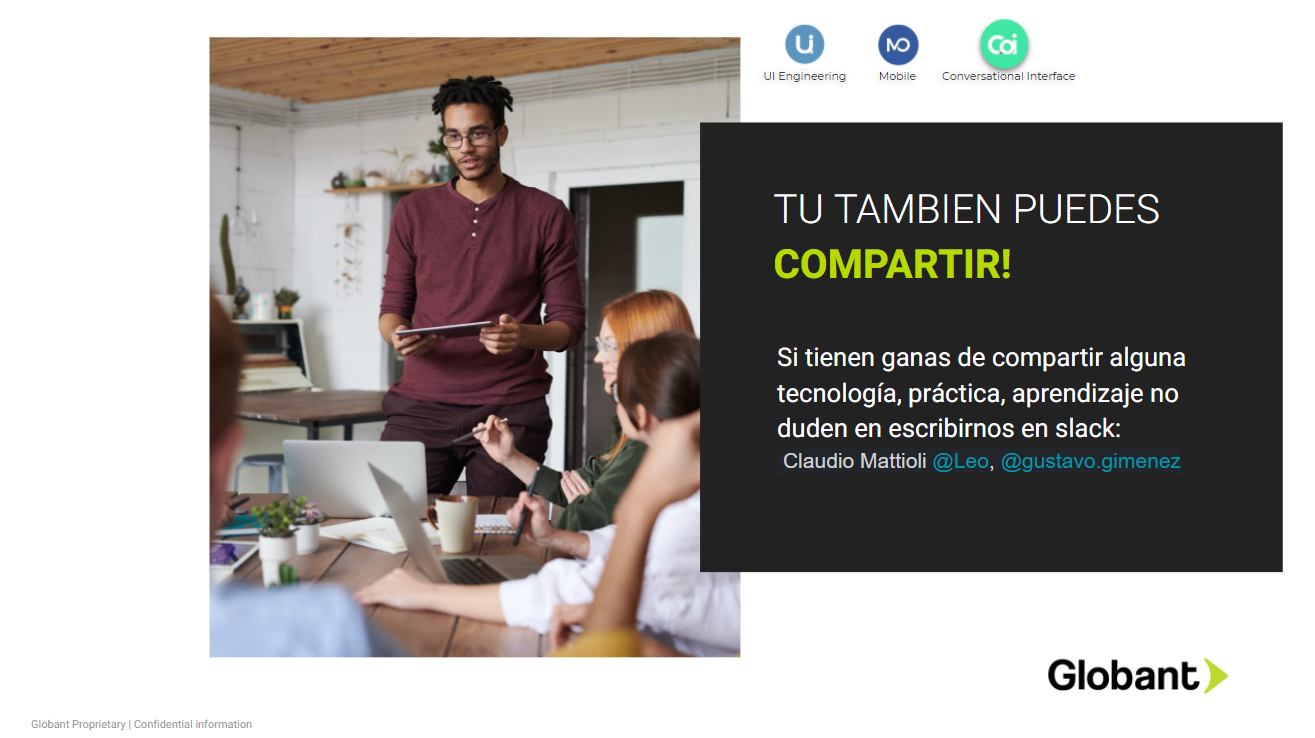 Ui
MO
Coi
UI Engineering
Mobile
Conversational Interface
TU TAMBIEN PUEDES
COMPARTIR!
Si tienen ganas de compartir alguna
tecnología, práctica, aprendizaje no
duden en escribirnos en slack:
Claudio Mattioli @Leo, @gustavo.gimenez
Globant
Globant Proprietary | Confidential information